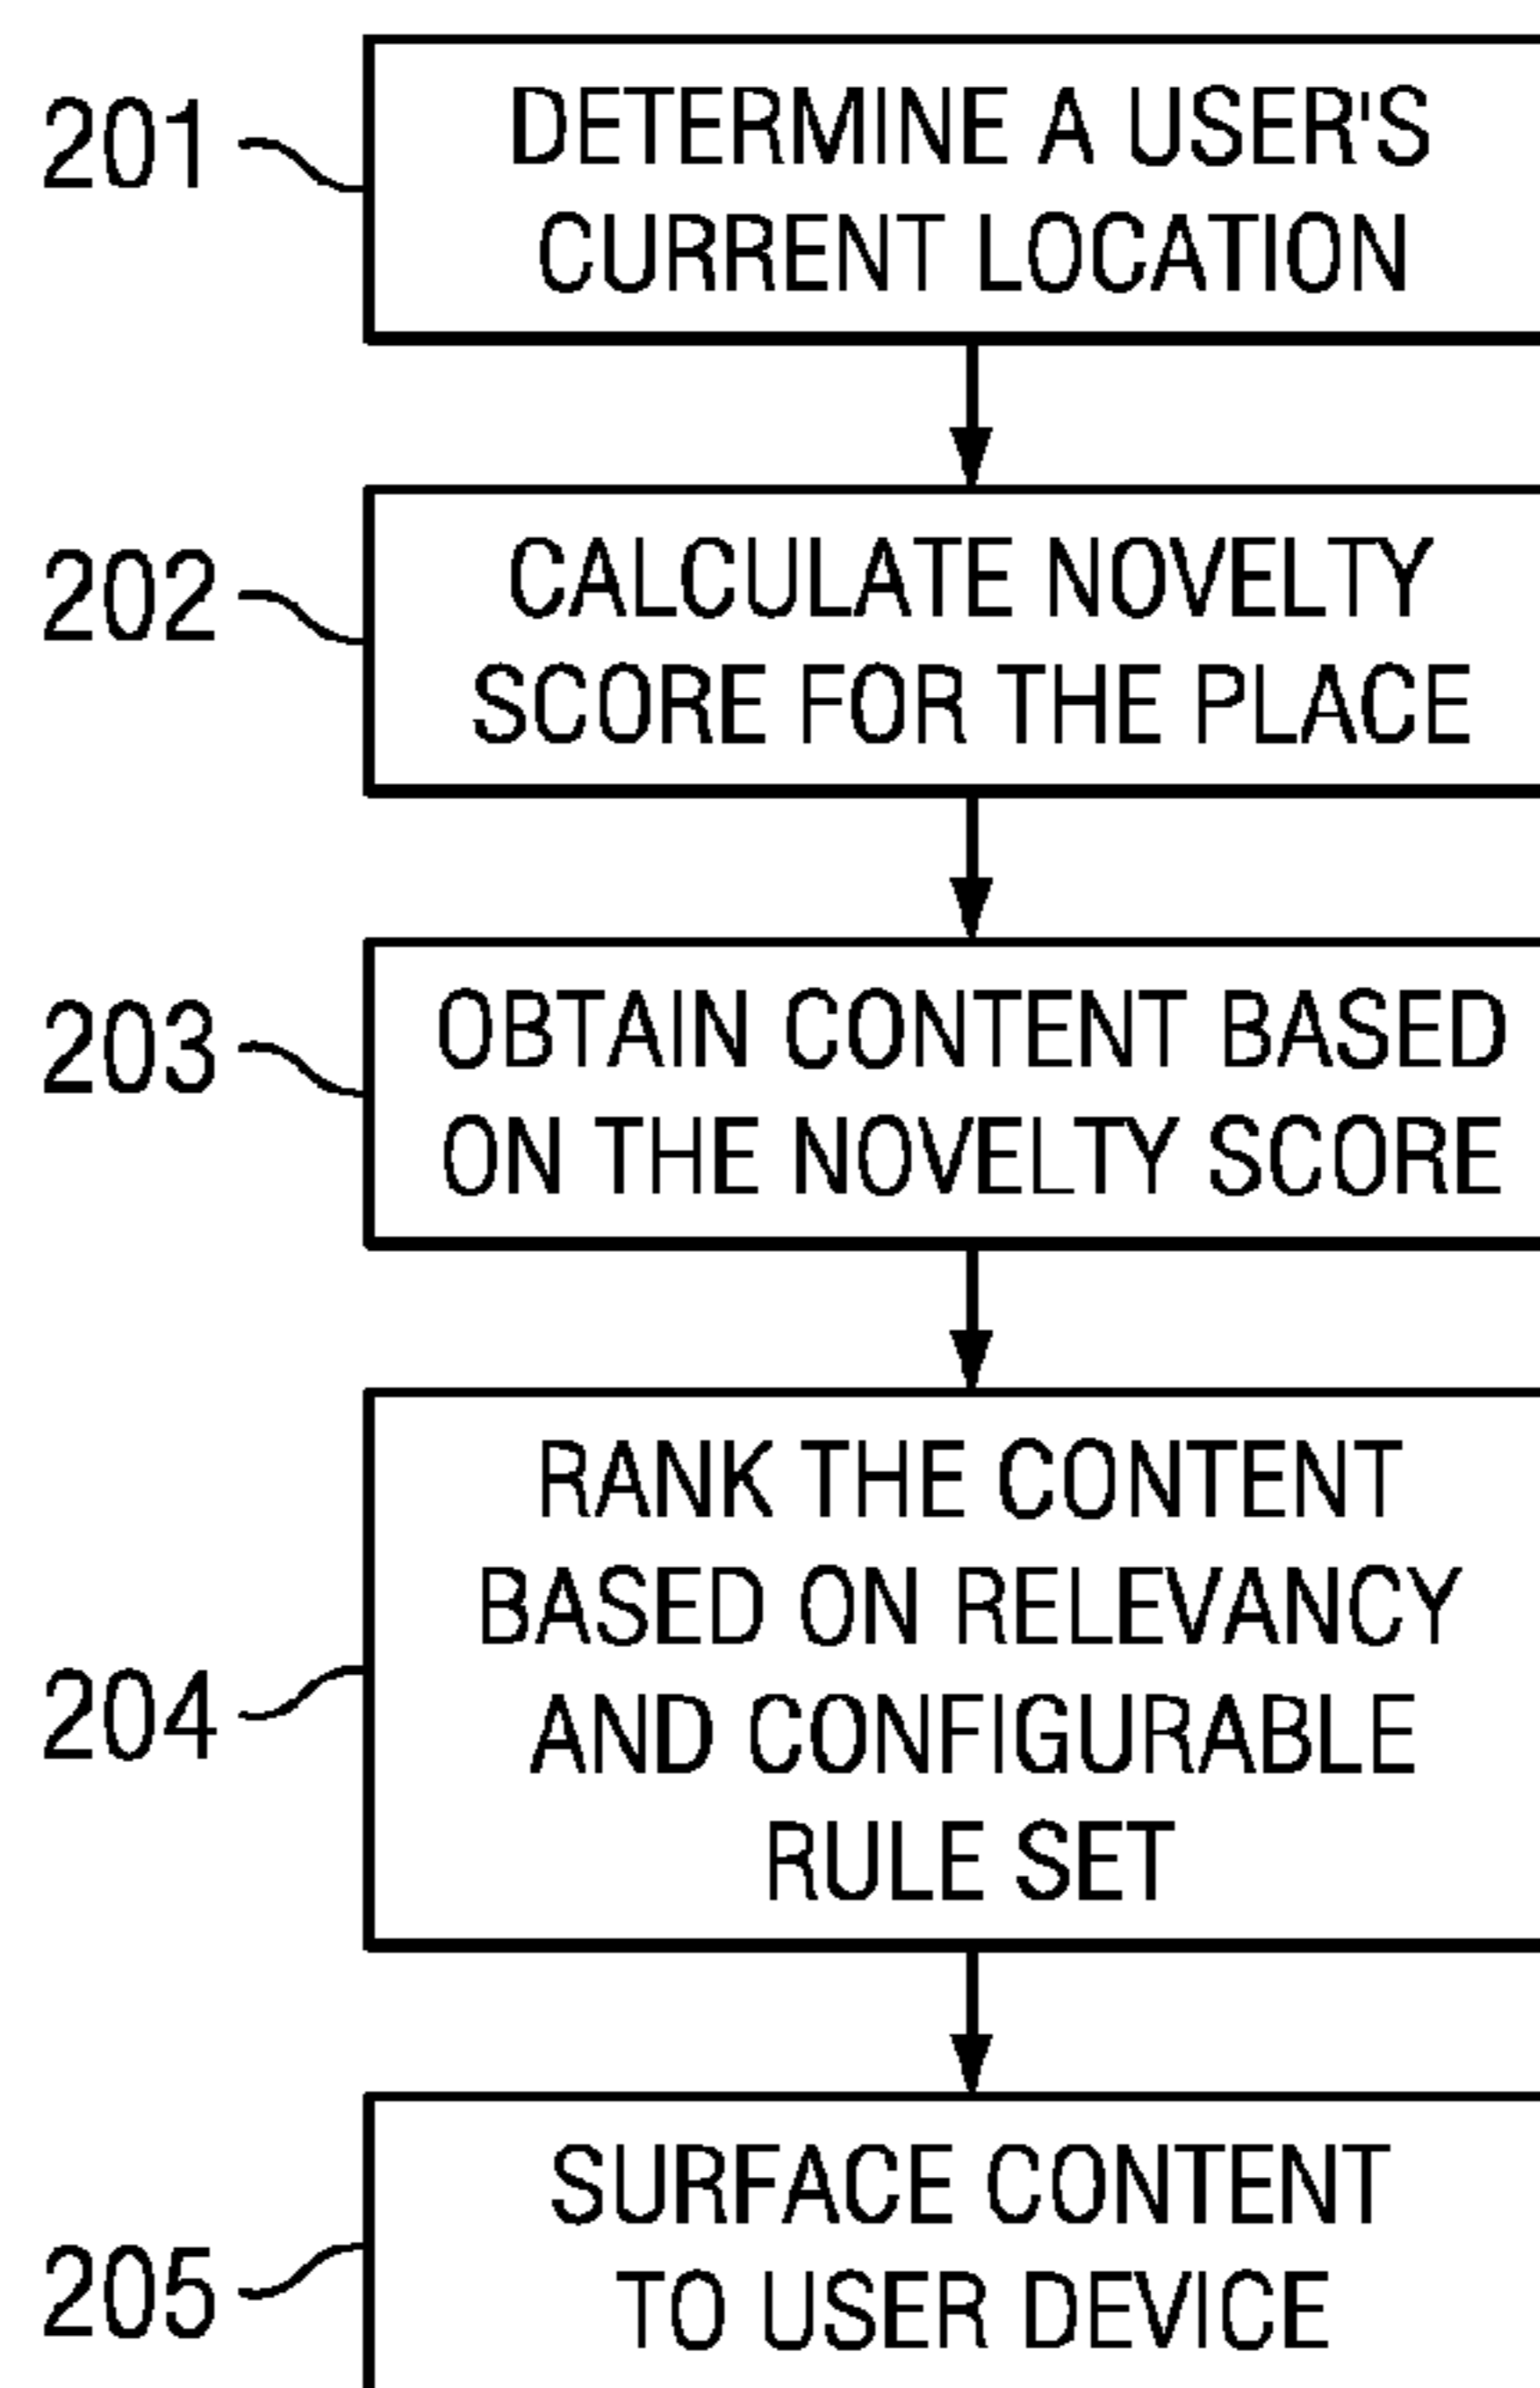 201
DETERMINE A USER'S
CURRENT LOCATION
202
CALCULATE NOVELTY
SCORE FOR THE PLACE
203
OBTAIN CONTENT BASED
ON THE NOVELTY SCORE
204
RANK THE CONTENT
BASED ON RELEVANCY
AND CONFIGURABLE
RULE SET
205
SURFACE CONTENT
TO USER DEVICE